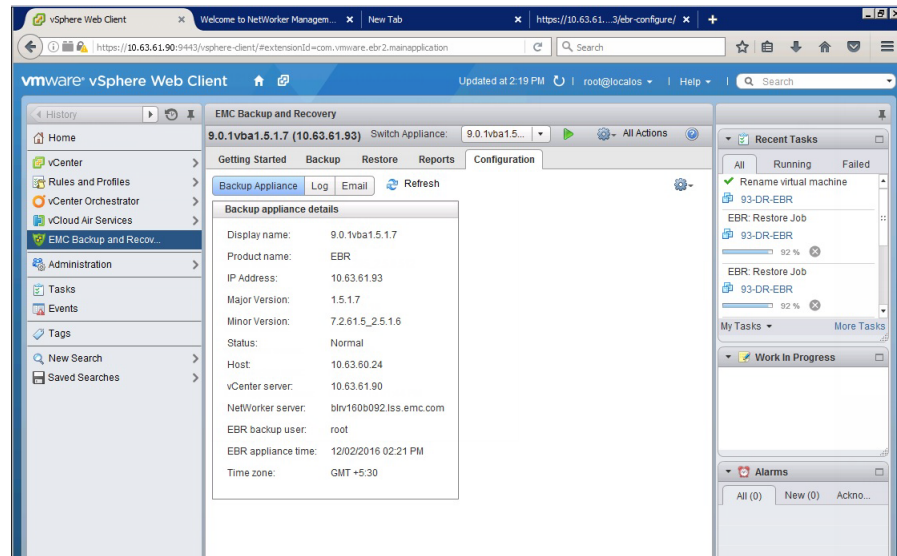 vSphere Web Client
Welcome to NetWorker Managem...
New Tab
https://10.63.61....3/ebr-configure/
https://10.63.61.90:9443/vsphere-client/#extensionId=com.vmware.ebr2.mainapplication
Search
vmware® vSphere Web Client
Updated at 2:19 PM
root@localos
Help
Search
History
Home
vCenter
Rules and Profiles
vCenter Orchestrator
vCloud Air Services
EMC Backup and Recov...
Administration
Tasks
Events
Tags
New Search
Saved Searches
EMC Backup and Recovery
9.0.1vba1.5.1.7 (10.63.61.93) Switch Appliance: 9.0.1vba1.5... All Actions
Getting Started Backup Restore Reports Configuration
Backup Appliance Log Email Refresh
Backup appliance details
Display name: 9.0.1vba1.5.1.7
Product name: EBR
IP Address: 10.63.61.93
Major Version: 1.5.1.7
Minor Version: 7.2.61.5_2.5.1.6
Status: Normal
Host: 10.63.60.24
vCenter server: 10.63.61.90
NetWorker server: blrv160b092.lss.emc.com
EBR backup user: root
EBR appliance time: 12/02/2016 02:21 PM
Time zone: GMT +5:30
Recent Tasks
All Running Failed
Rename virtual machine
93-DR-EBR
EBR: Restore Job
93-DR-EBR
92 %
EBR: Restore Job
93-DR-EBR
92 %
My Tasks More Tasks
Work In Progress
Alarms
All (0) New (0) Ackno...